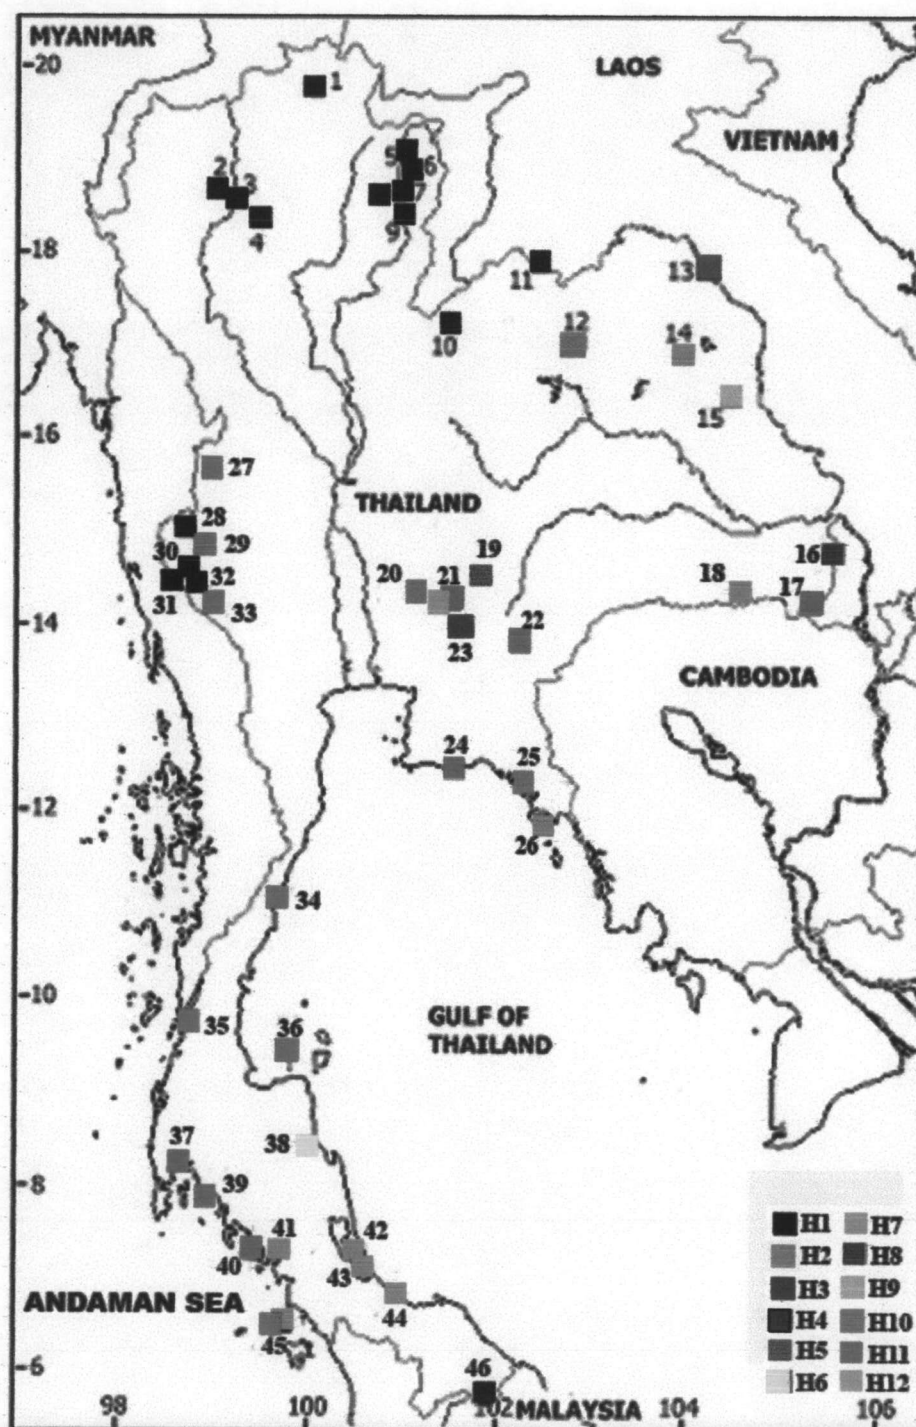 MYANMAR
20
LAOS
VIETNAM
1
2
3
4
5
6
7
9
18
11
13
10
12
14
15
16
27
THAILAND
28
30
29
19
16
20
21
18
17
31
32
33
14
22
23
CAMBODIA
24
25
12
26
34
10
35
36
GULF OF
THAILAND
38
37
8
39
41
42
40
43
ANDAMAN SEA
44
45
6
46
98
100
102
MALAYSIA
104
106
H1
H7
H2
H8
H3
H9
H4
H10
H5
H11
H6
H12